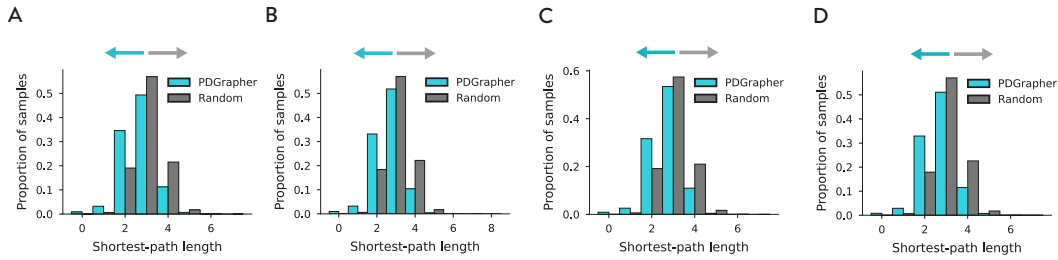 A
Proportion of samples
0.5
0.4
0.3
0.2
0.1
0.0
PDGrapher
Random
0 2 4 6
Shortest-path length
B
Proportion of samples
0.5
0.4
0.3
0.2
0.1
0.0
PDGrapher
Random
0 2 4 6 8
Shortest-path length
C
Proportion of samples
0.6
0.4
0.2
0.0
PDGrapher
Random
0 2 4 6
Shortest-path length
D
Proportion of samples
0.5
0.4
0.3
0.2
0.1
0.0
PDGrapher
Random
0 2 4 6
Shortest-path length